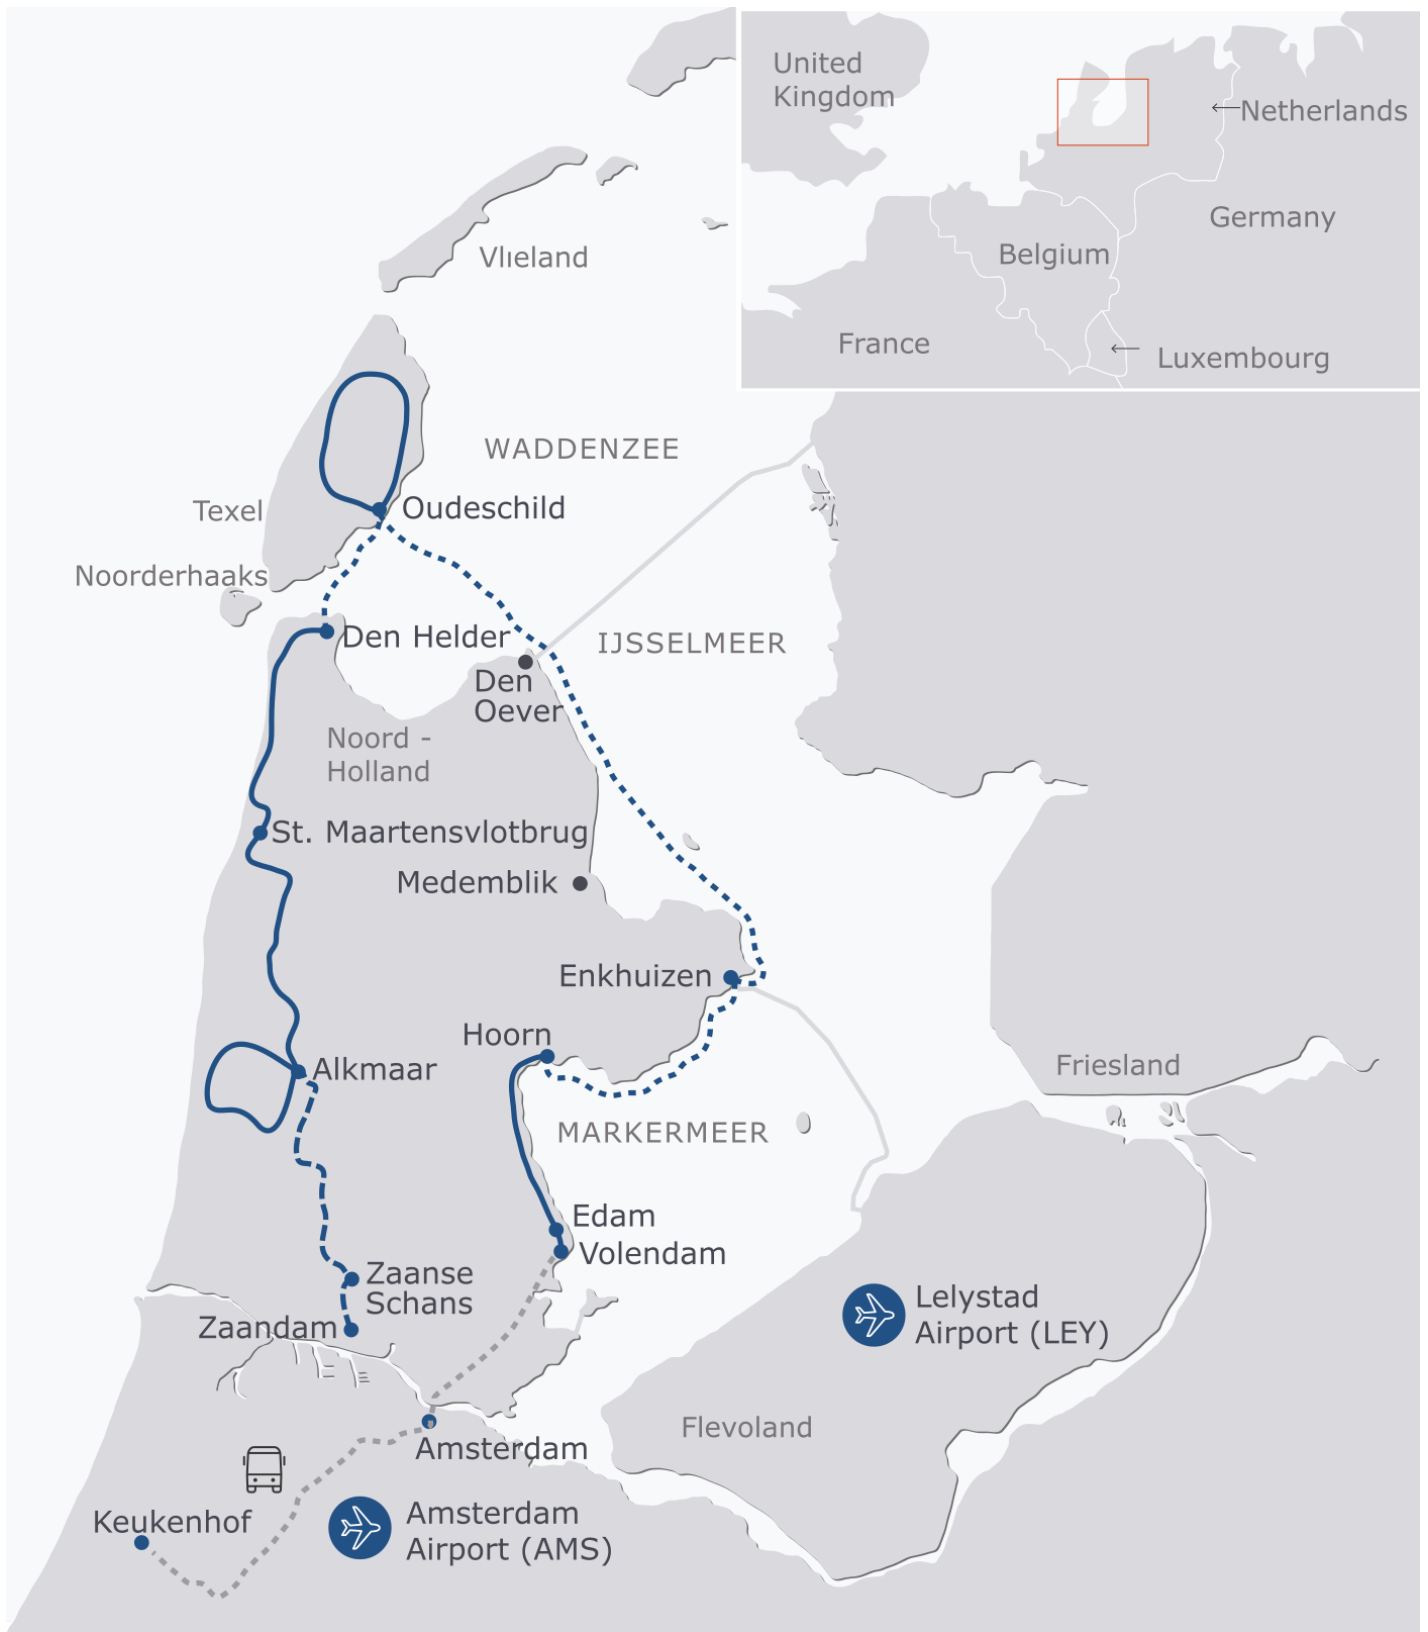 United
Kingdom
Netherlands
Germany
Belgium
France
Luxembourg
Vlieland
WADDENZEE
Texel
Oudeschild
Noorderhaaks
Den Helder
IJSSELMEER
Den
Oever
Noord -
Holland
St. Maartensvlotbrug
Medemblik
Enkhuizen
Hoorn
Alkmaar
Friesland
MARKERMEER
Edam
Volendam
Zaanse
Schans
Zaandam
Lelystad
Airport (LEY)
Flevoland
Amsterdam
Keukenhof
Amsterdam
Airport (AMS)